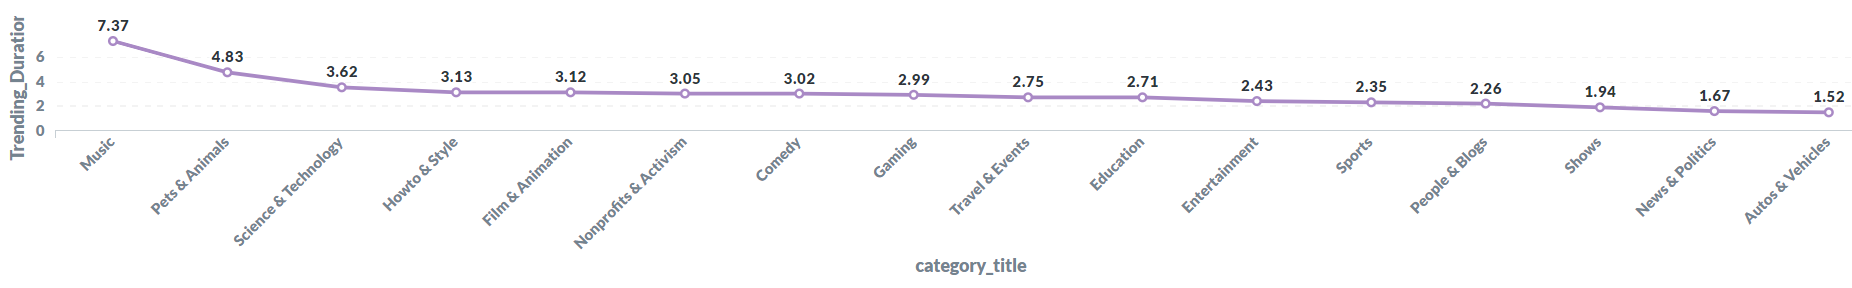 Trending_Duration
7.37
4.83
3.62
3.13
3.12
3.05
3.02
2.99
2.75
2.71
2.43
2.35
2.26
1.94
1.67
1.52
6
4
2
0
Music
Pets & Animals
Science & Technology
Howto & Style
Film & Animation
Nonprofits & Activism
Comedy
Gaming
Travel & Events
Education
Entertainment
Sports
People & Blogs
Shows
News & Politics
Autos & Vehicles
category_title